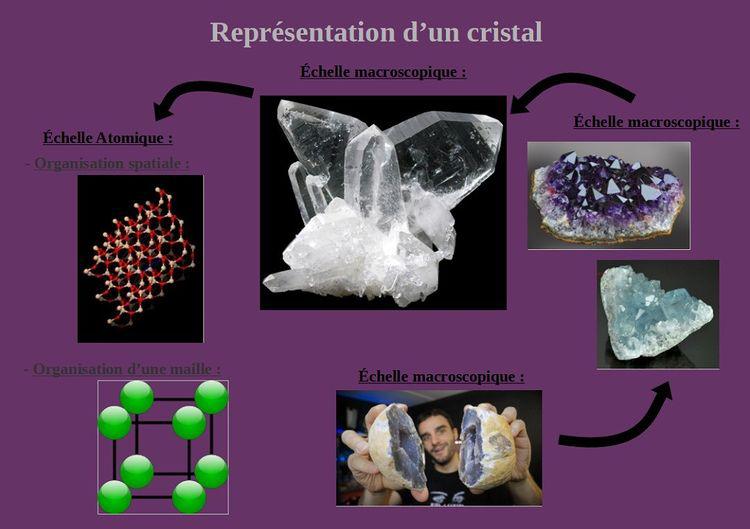 Représentation d’un cristal
Échelle macroscopique :
Échelle macroscopique :
Échelle Atomique :
- Organisation spatiale :
- Organisation d’une maille :
Échelle macroscopique :